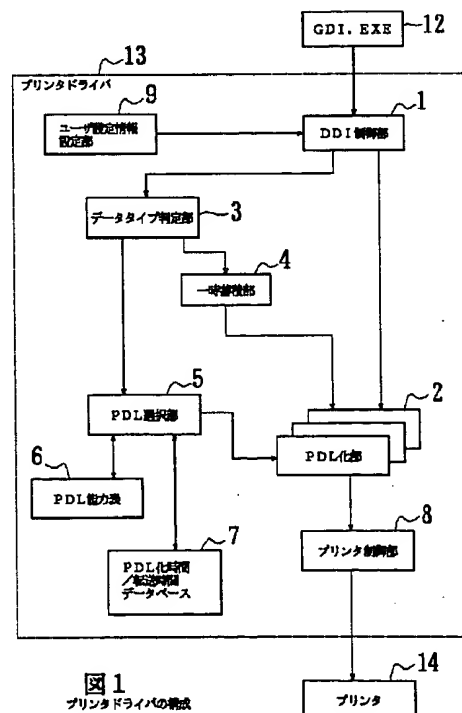 GDI.EXE
12
13
プリンタドライバ
9
1
ユーザ設定情報
設定部
DDI制御部
データタイプ判定部
3
4
一時蓄積部
5
2
PDL選択部
PDL化部
6
PDL能力表
7
8
PDL化時間
/転送時間
データベース
プリンタ制御部
図1
プリンタドライバの構成
14
プリンタ